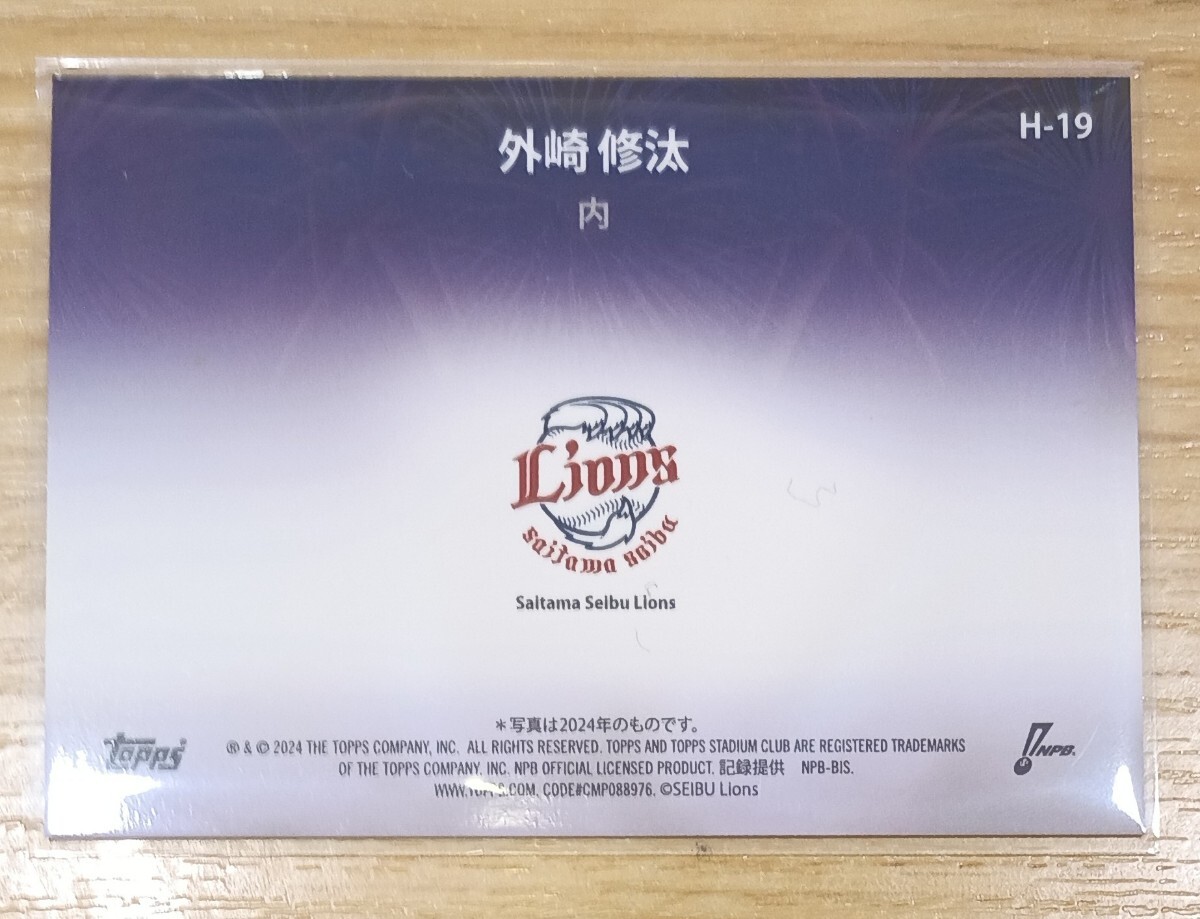 H-19
外崎 修汰
内
Lions
saitama seibu
Saitama Seibu Lions
＊写真は2024年のものです。
topps
® & © 2024 THE TOPPS COMPANY, INC. ALL RIGHTS RESERVED. TOPPS AND TOPPS STADIUM CLUB ARE REGISTERED TRADEMARKS
OF THE TOPPS COMPANY, INC. NPB OFFICIAL LICENSED PRODUCT. 記録提供 NPB-BIS.
WWW.TOPPS.COM. CODE#CMP088976. ©SEIBU Lions
NPB.